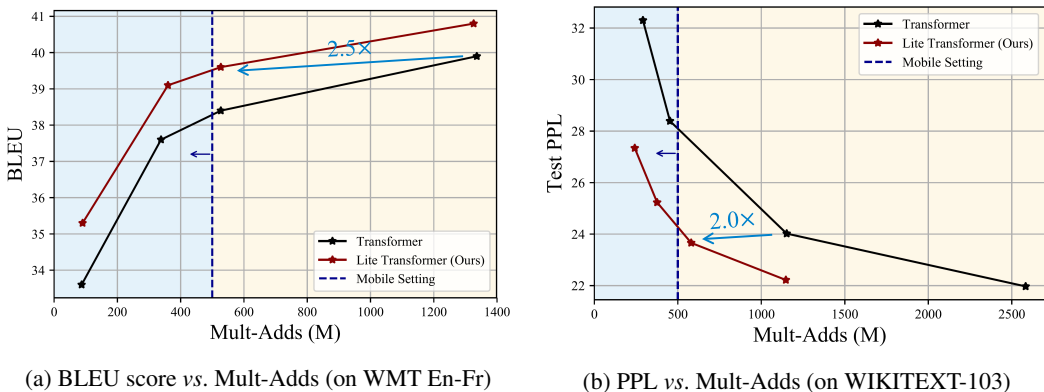 41
40
39
38
37
36
35
34
BLEU
2.5×
Transformer
Lite Transformer (Ours)
Mobile Setting
0 200 400 600 800 1000 1200 1400
Mult-Adds (M)
(a) BLEU score vs. Mult-Adds (on WMT En-Fr)
32
30
28
26
24
22
Test PPL
Transformer
Lite Transformer (Ours)
Mobile Setting
2.0×
0 500 1000 1500 2000 2500
Mult-Adds (M)
(b) PPL vs. Mult-Adds (on WIKITEXT-103)